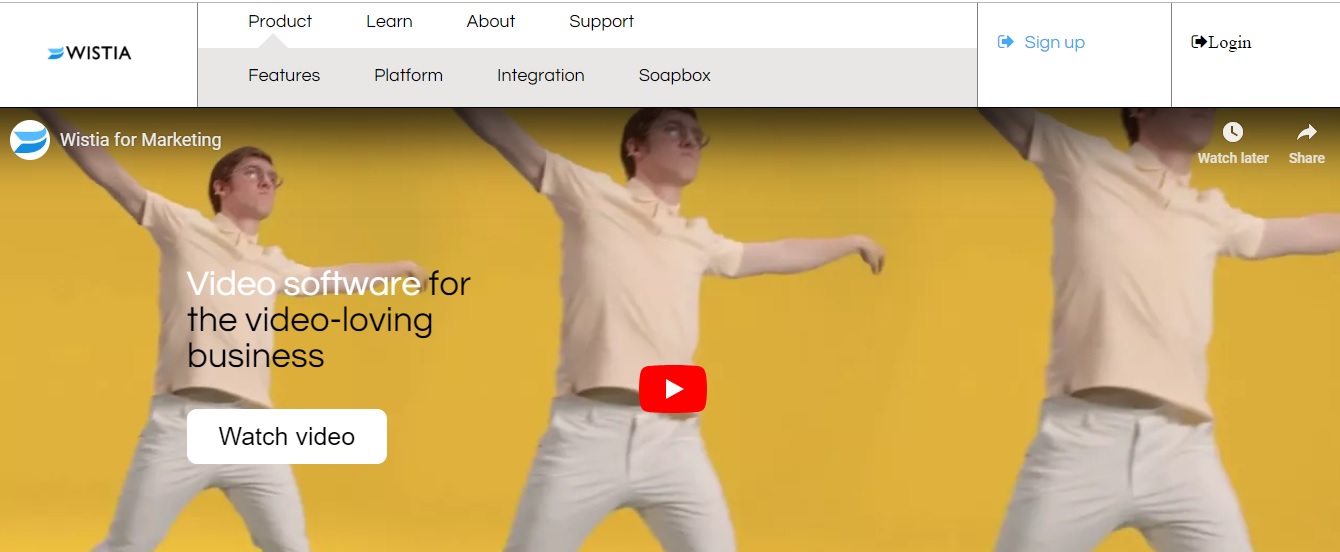 WISTIA
Product Learn About Support
Features Platform Integration Soapbox
Sign up
Login
Wistia for Marketing
Watch later
Share
Video software for
the video-loving
business
Watch video